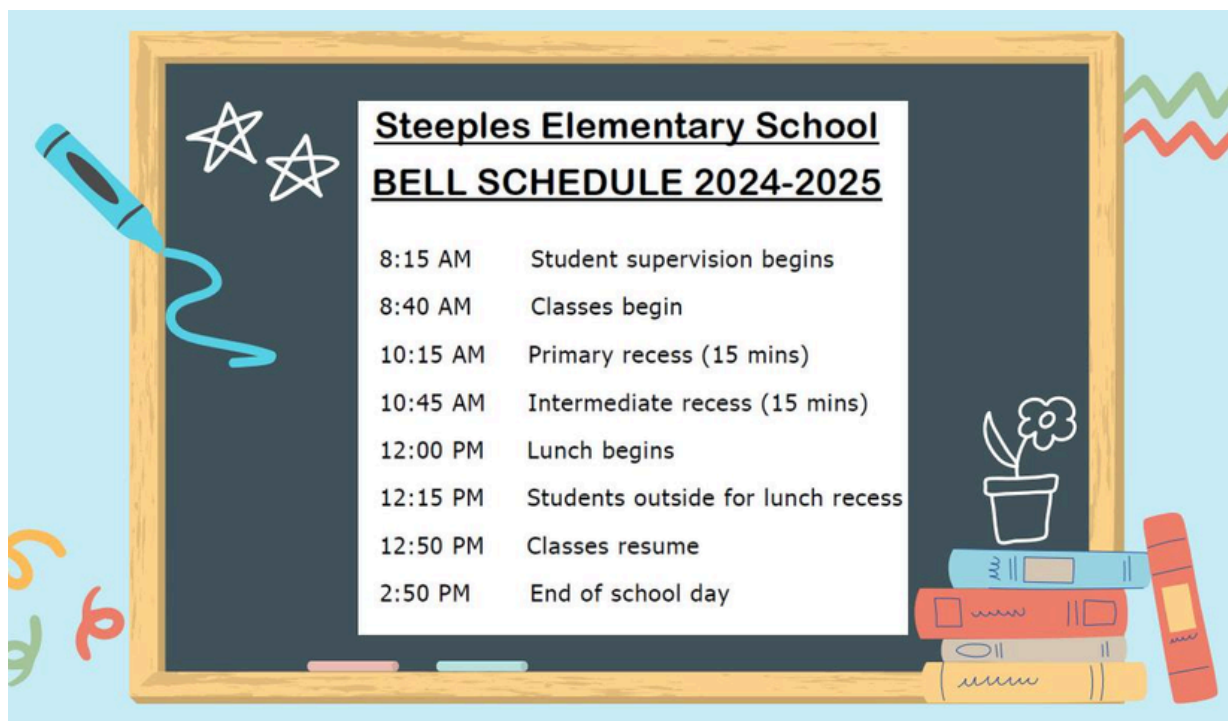 Steeples Elementary School
BELL SCHEDULE 2024-2025
8:15 AM Student supervision begins
8:40 AM Classes begin
10:15 AM Primary recess (15 mins)
10:45 AM Intermediate recess (15 mins)
12:00 PM Lunch begins
12:15 PM Students outside for lunch recess
12:50 PM Classes resume
2:50 PM End of school day